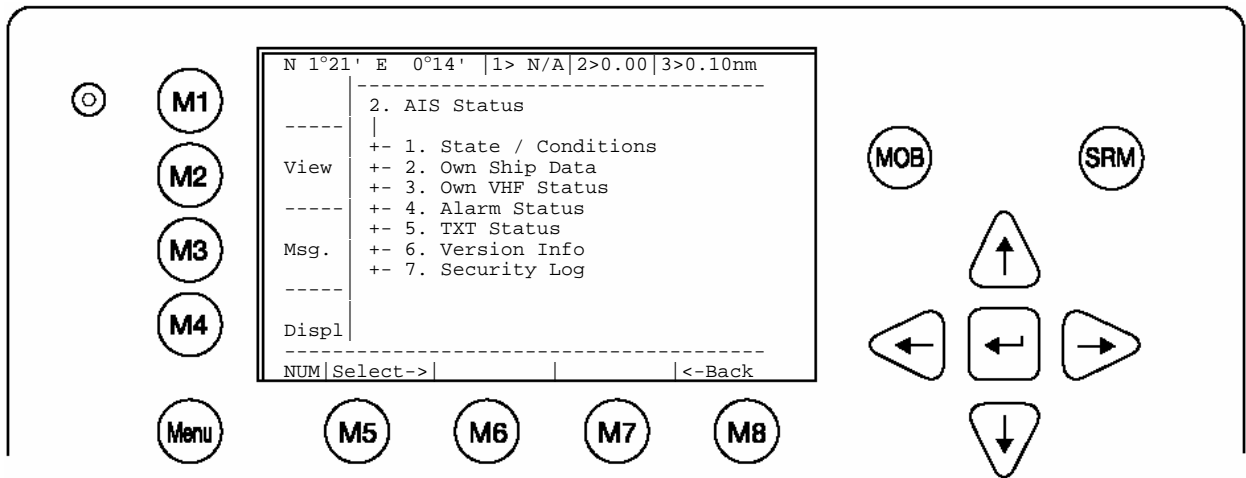 N 1°21' E 0°14' |1> N/A|2>0.00|3>0.10nm
M1
2. AIS Status
+- 1. State / Conditions
MOB
SRM
View
M2
+- 2. Own Ship Data
+- 3. Own VHF Status
+- 4. Alarm Status
+- 5. TXT Status
Msg.
M3
+- 6. Version Info
+- 7. Security Log
M4
Displ
NUM|Select->| | |<-Back
Menu
M5
M6
M7
M8